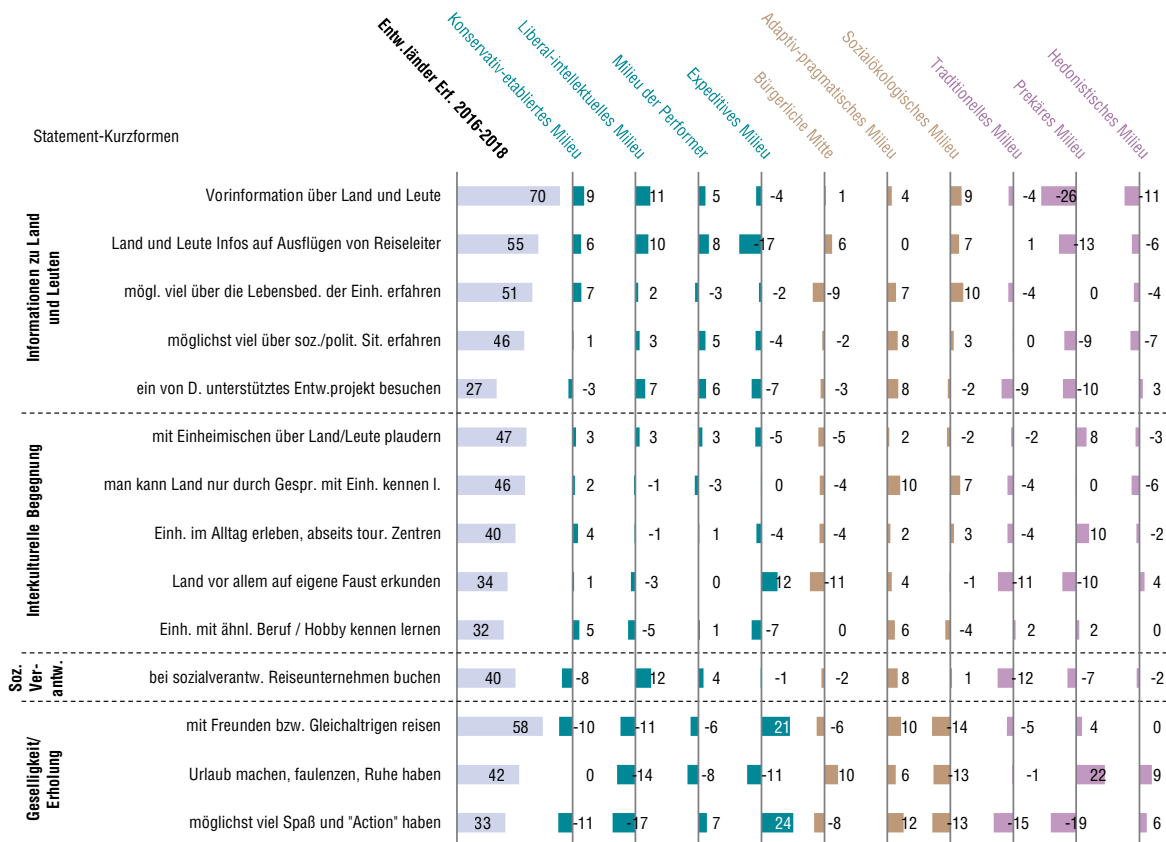 Entw.länder Erf. 2016-2018
Konservativ-etabliertes Milieu
Liberal-intellektuelles Milieu
Milieu der Performer
Expeditives Milieu
Bürgerliche Mitte
Adaptiv-pragmatisches Milieu
Sozialökologisches Milieu
Traditionelles Milieu
Prekäres Milieu
Hedonistisches Milieu
Statement-Kurzformen
Informationen zu Land
und Leuten
Vorinformation über Land und Leute 70 9 11 5 -4 1 4 9 -4 -26 -11
Land und Leute Infos auf Ausflügen von Reiseleiter 55 6 10 8 -17 6 0 7 1 -13 -6
mögl. viel über die Lebensbed. der Einh. erfahren 51 7 2 -3 -2 -9 7 10 -4 0 -4
möglichst viel über soz./polit. Sit. erfahren 46 1 3 5 -4 -2 8 3 0 -9 -7
ein von D. unterstütztes Entw.projekt besuchen 27 -3 7 6 -7 -3 8 -2 -9 -10 3
Interkulturelle Begegnung
mit Einheimischen über Land/Leute plaudern 47 3 3 3 -5 -5 2 -2 -2 8 -3
man kann Land nur durch Gespr. mit Einh. kennen l. 46 2 -1 -3 0 -4 10 7 -4 0 -6
Einh. im Alltag erleben, abseits tour. Zentren 40 4 -1 1 -4 -4 2 3 -4 10 -2
Land vor allem auf eigene Faust erkunden 34 1 -3 0 12 -11 4 -1 -11 -10 4
Einh. mit ähnl. Beruf / Hobby kennen lernen 32 5 -5 1 -7 0 6 -4 2 2 0
Soz.
Ver-
antw.
bei sozialverantw. Reiseunternehmen buchen 40 -8 12 4 -1 -2 8 1 -12 -7 -2
Geselligkeit/
Erholung
mit Freunden bzw. Gleichaltrigen reisen 58 -10 -11 -6 21 -6 10 -14 -5 4 0
Urlaub machen, faulenzen, Ruhe haben 42 0 -14 -8 -11 10 6 -13 -1 22 9
möglichst viel Spaß und "Action" haben 33 -11 -17 7 24 -8 12 -13 -15 -19 6